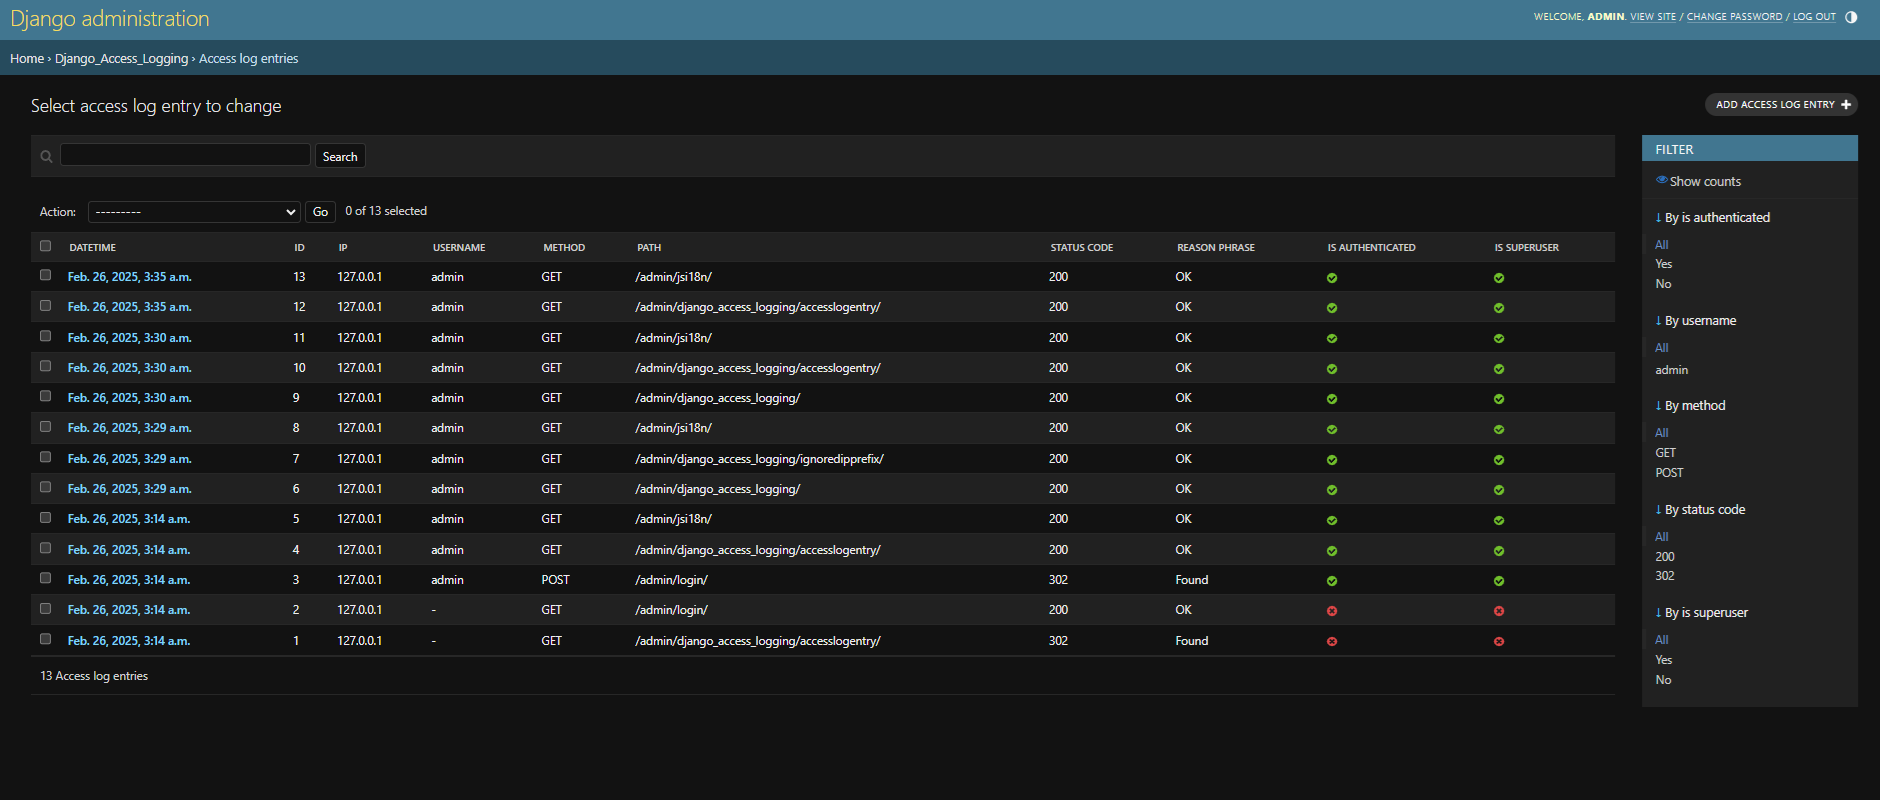 Django administration
WELCOME, ADMIN. VIEW SITE / CHANGE PASSWORD / LOG OUT
Home › Django_Access_Logging › Access log entries
Select access log entry to change
ADD ACCESS LOG ENTRY
Search
Action: --------- Go 0 of 13 selected
DATETIME ID IP USERNAME METHOD PATH STATUS CODE REASON PHRASE IS AUTHENTICATED IS SUPERUSER
Feb. 26, 2025, 3:35 a.m. 13 127.0.0.1 admin GET /admin/jsi18n/ 200 OK
Feb. 26, 2025, 3:35 a.m. 12 127.0.0.1 admin GET /admin/django_access_logging/accesslogentry/ 200 OK
Feb. 26, 2025, 3:30 a.m. 11 127.0.0.1 admin GET /admin/jsi18n/ 200 OK
Feb. 26, 2025, 3:30 a.m. 10 127.0.0.1 admin GET /admin/django_access_logging/accesslogentry/ 200 OK
Feb. 26, 2025, 3:30 a.m. 9 127.0.0.1 admin GET /admin/django_access_logging/ 200 OK
Feb. 26, 2025, 3:29 a.m. 8 127.0.0.1 admin GET /admin/jsi18n/ 200 OK
Feb. 26, 2025, 3:29 a.m. 7 127.0.0.1 admin GET /admin/django_access_logging/ignoredipprefix/ 200 OK
Feb. 26, 2025, 3:29 a.m. 6 127.0.0.1 admin GET /admin/django_access_logging/ 200 OK
Feb. 26, 2025, 3:14 a.m. 5 127.0.0.1 admin GET /admin/jsi18n/ 200 OK
Feb. 26, 2025, 3:14 a.m. 4 127.0.0.1 admin GET /admin/django_access_logging/accesslogentry/ 200 OK
Feb. 26, 2025, 3:14 a.m. 3 127.0.0.1 admin POST /admin/login/ 302 Found
Feb. 26, 2025, 3:14 a.m. 2 127.0.0.1 - GET /admin/login/ 200 OK
Feb. 26, 2025, 3:14 a.m. 1 127.0.0.1 - GET /admin/django_access_logging/accesslogentry/ 302 Found
13 Access log entries
FILTER
Show counts
↓ By is authenticated
All
Yes
No
↓ By username
All
admin
↓ By method
All
GET
POST
↓ By status code
All
200
302
↓ By is superuser
All
Yes
No